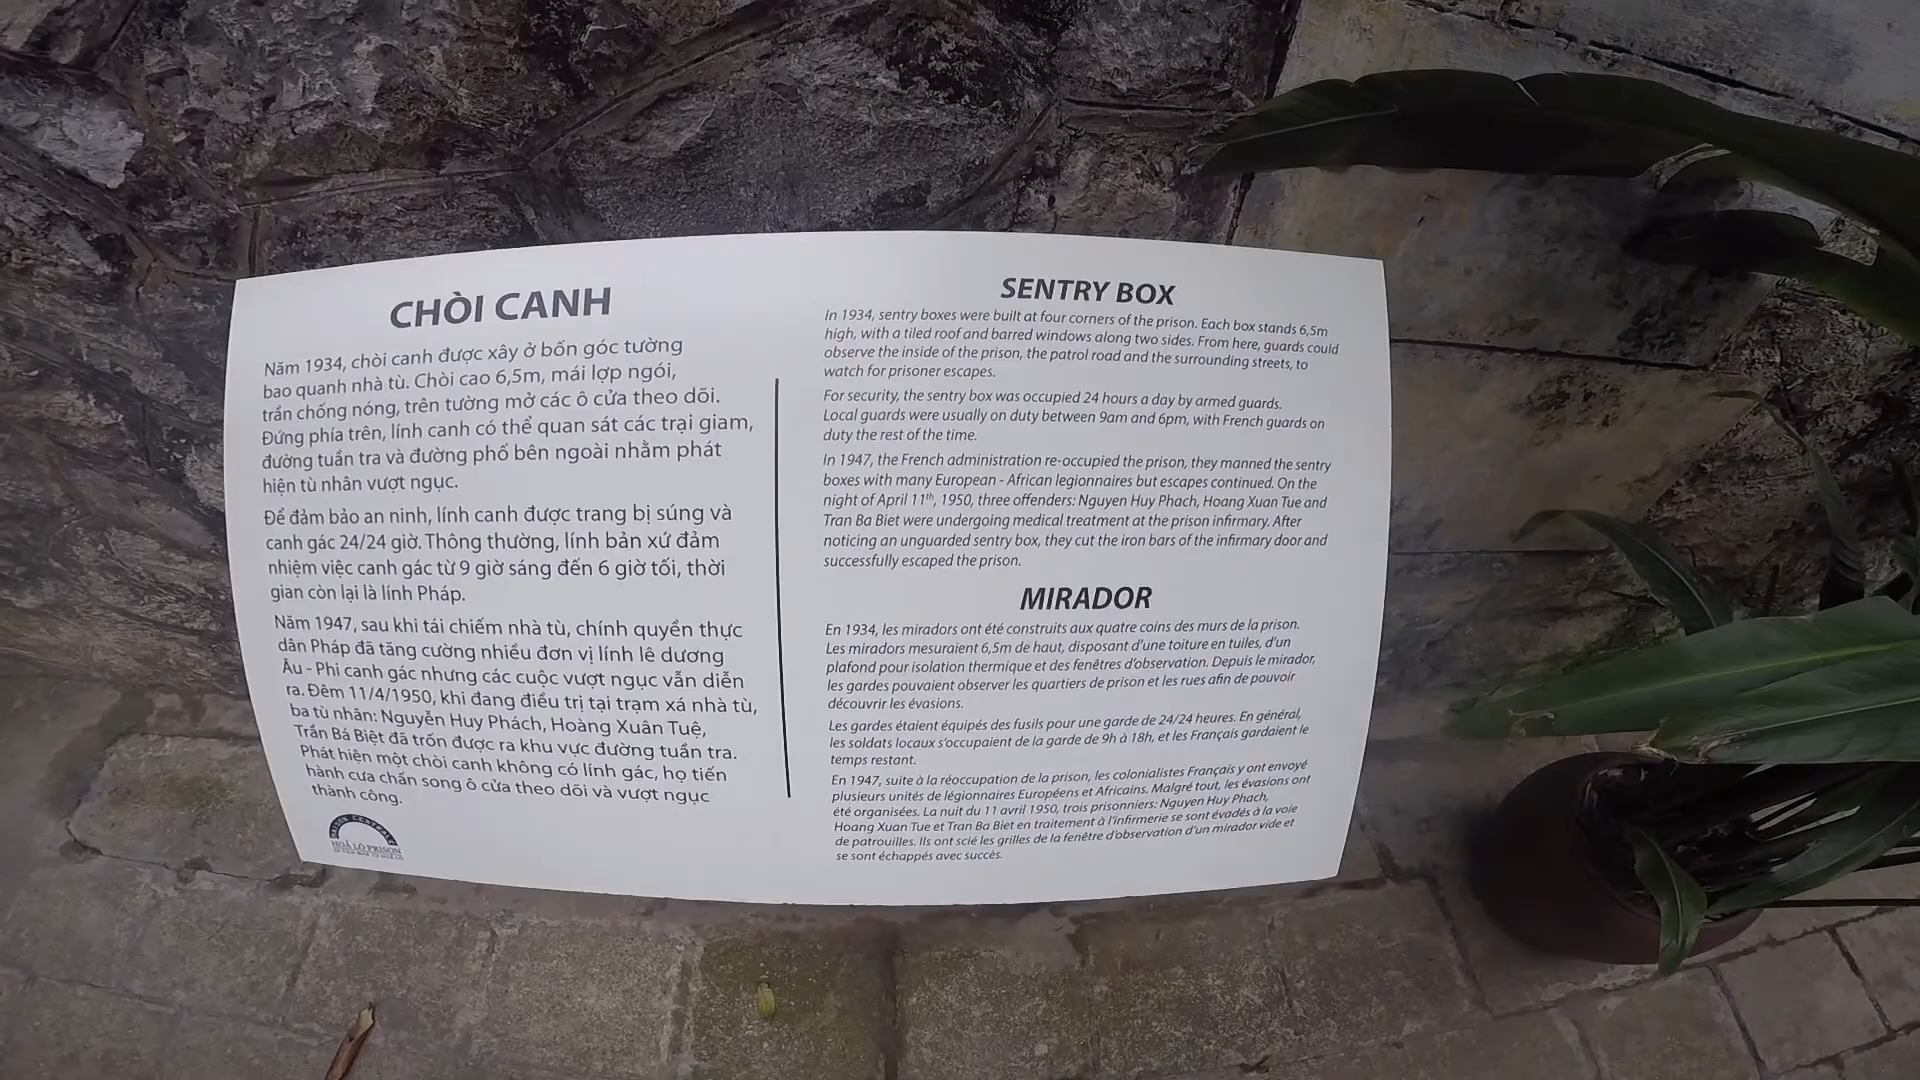 CHÒI CANH
Năm 1934, chòi canh được xây ở bốn góc tường
bao quanh nhà tù. Chòi cao 6,5m, mái lợp ngói,
trần chống nóng, trên tường mở các ô cửa theo dõi.
Đứng phía trên, lính canh có thể quan sát các trại giam,
đường tuần tra và đường phố bên ngoài nhằm phát
hiện tù nhân vượt ngục.
Để đảm bảo an ninh, lính canh được trang bị súng và
canh gác 24/24 giờ. Thông thường, lính bản xứ đảm
nhiệm việc canh gác từ 9 giờ sáng đến 6 giờ tối, thời
gian còn lại là lính Pháp.
Năm 1947, sau khi tái chiếm nhà tù, chính quyền thực
dân Pháp đã tăng cường nhiều đơn vị lính lê dương
Âu - Phi canh gác nhưng các cuộc vượt ngục vẫn diễn
ra. Đêm 11/4/1950, khi đang điều trị tại trạm xá nhà tù,
ba tù nhân: Nguyễn Huy Phách, Hoàng Xuân Tuệ,
Trần Bá Biệt đã trốn được ra khu vực đường tuần tra.
Phát hiện một chòi canh không có lính gác, họ tiến
hành cưa chấn song ô cửa theo dõi và vượt ngục
thành công.
MAISON CENTRALE
HOẢ LÒ PRISON
SENTRY BOX
In 1934, sentry boxes were built at four corners of the prison. Each box stands 6,5m
high, with a tiled roof and barred windows along two sides. From here, guards could
observe the inside of the prison, the patrol road and the surrounding streets, to
watch for prisoner escapes.
For security, the sentry box was occupied 24 hours a day by armed guards.
Local guards were usually on duty between 9am and 6pm, with French guards on
duty the rest of the time.
In 1947, the French administration re-occupied the prison, they manned the sentry
boxes with many European - African legionnaires but escapes continued. On the
night of April 11th, 1950, three offenders: Nguyen Huy Phach, Hoang Xuan Tue and
Tran Ba Biet were undergoing medical treatment at the prison infirmary. After
noticing an unguarded sentry box, they cut the iron bars of the infirmary door and
successfully escaped the prison.
MIRADOR
En 1934, les miradors ont été construits aux quatre coins des murs de la prison.
Les miradors mesuraient 6,5m de haut, disposant d'une toiture en tuiles, d'un
plafond pour isolation thermique et des fenêtres d'observation. Depuis le mirador,
les gardes pouvaient observer les quartiers de prison et les rues afin de pouvoir
découvrir les évasions.
Les gardes étaient équipés des fusils pour une garde de 24/24 heures. En général,
les soldats locaux s'occupaient de la garde de 9h à 18h, et les Français gardaient le
temps restant.
En 1947, suite à la réoccupation de la prison, les colonialistes Français y ont envoyé
plusieurs unités de légionnaires Européens et Africains. Malgré tout, les évasions ont
été organisées. La nuit du 11 avril 1950, trois prisonniers: Nguyen Huy Phach,
Hoang Xuan Tue et Tran Ba Biet en traitement à l'infirmerie se sont évadés à la voie
de patrouilles. Ils ont scié les grilles de la fenêtre d'observation d'un mirador vide et
se sont échappés avec succès.